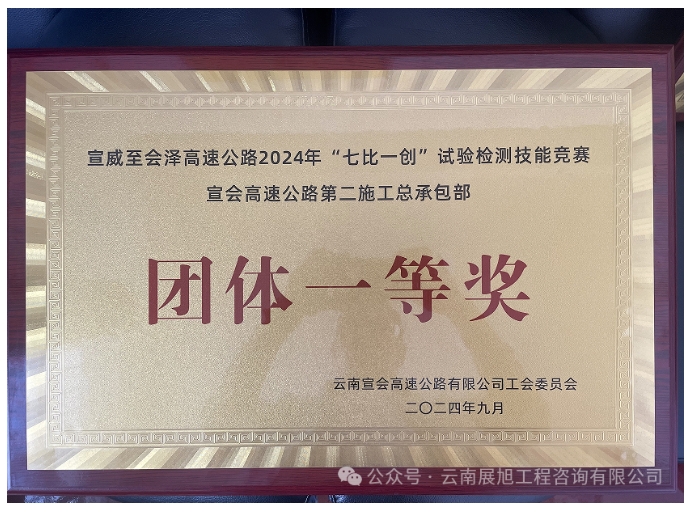 宣威至会泽高速公路2024年“七比一创”试验检测技能竞赛
宣会高速公路第二施工总承包部
团体一等奖
云南宣会高速公路有限公司工会委员会
二〇二四年九月
公众号·云南展旭工程咨询有限公司